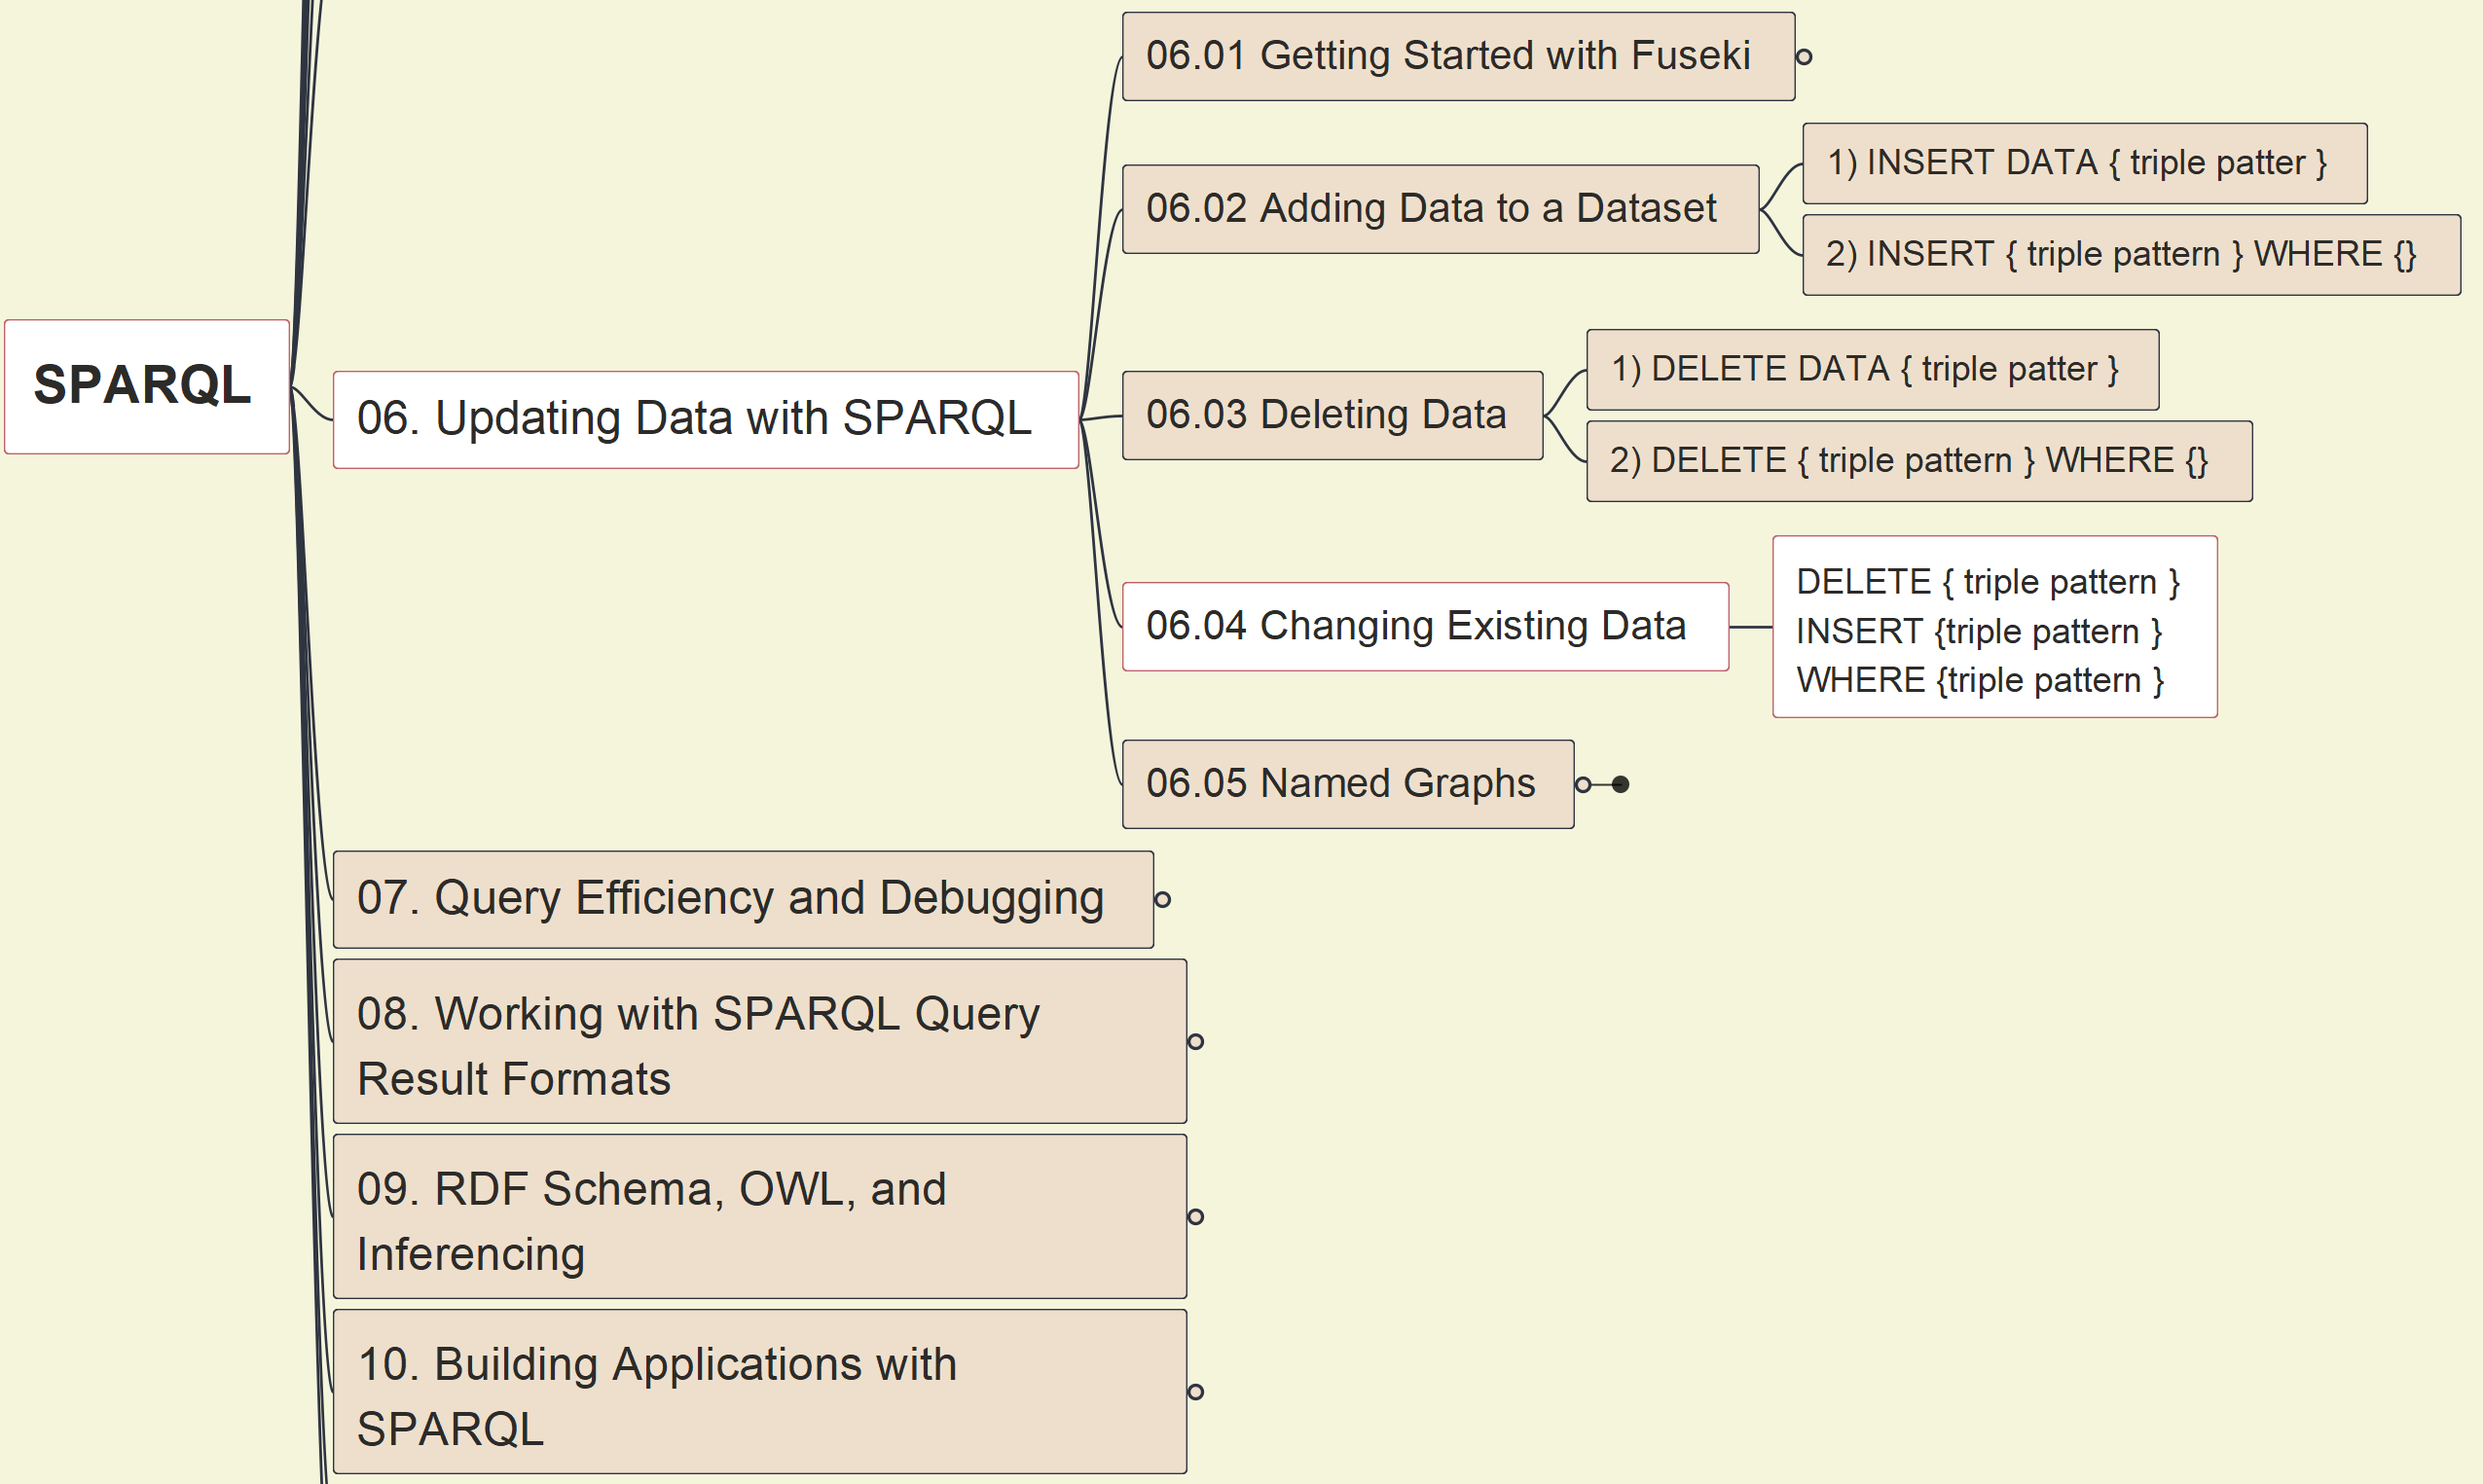 SPARQL
06. Updating Data with SPARQL
06.01 Getting Started with Fuseki
06.02 Adding Data to a Dataset
1) INSERT DATA { triple patter }
2) INSERT { triple pattern } WHERE {}
06.03 Deleting Data
1) DELETE DATA { triple patter }
2) DELETE { triple pattern } WHERE {}
06.04 Changing Existing Data
DELETE { triple pattern }
INSERT {triple pattern }
WHERE {triple pattern }
06.05 Named Graphs
07. Query Efficiency and Debugging
08. Working with SPARQL Query
Result Formats
09. RDF Schema, OWL, and
Inferencing
10. Building Applications with
SPARQL